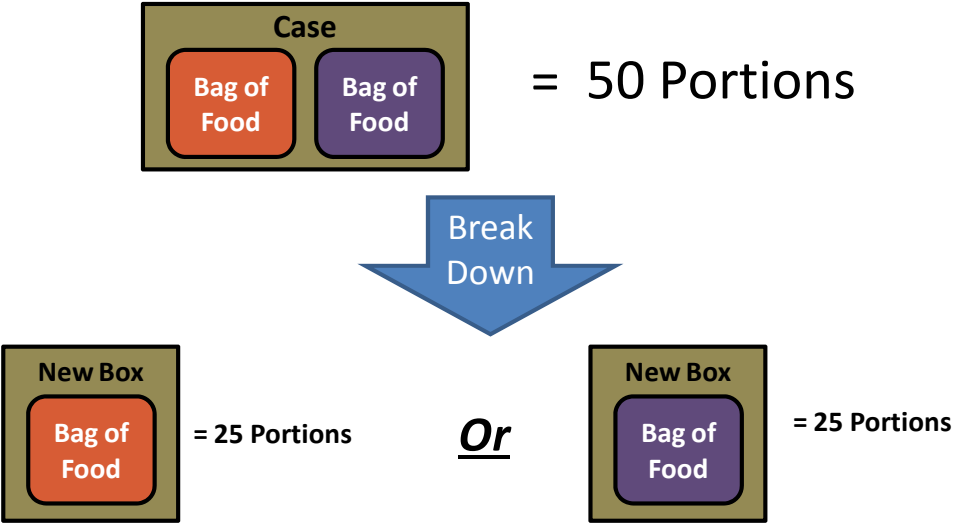 Case
Bag of
Food
Bag of
Food
= 50 Portions
Break
Down
New Box
Bag of
Food
= 25 Portions
Or
New Box
Bag of
Food
= 25 Portions